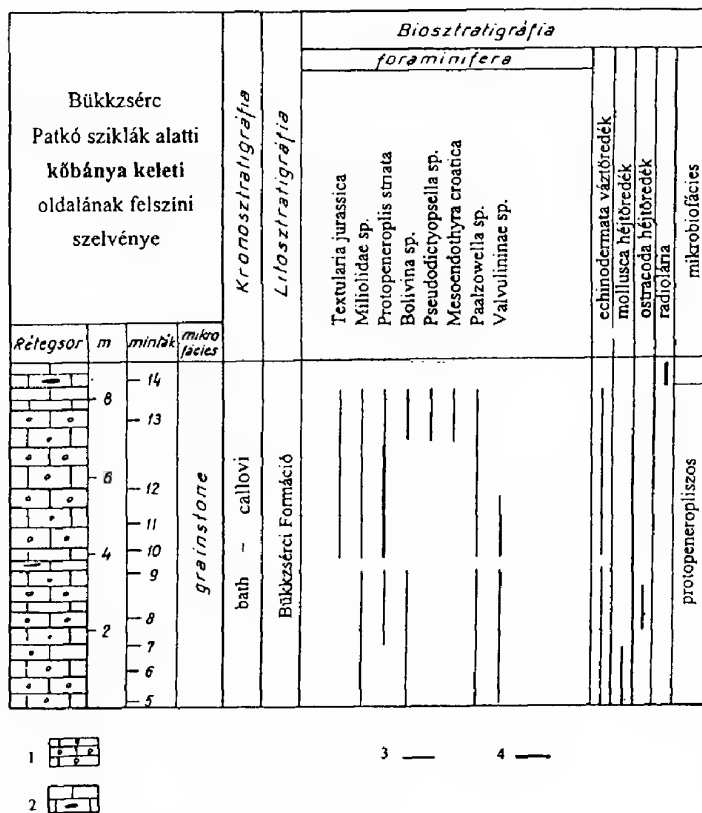 Bükkzsérc
Patkó sziklák alatti
kőbánya keleti
oldalának felszíni
szelvénye
Rétegsor
m
minták
mikro
fácies
Kronosztratigráfia
Litosztratigráfia
Biosztratigráfia
foraminifera
Textularia jurassica
Miliolidae sp.
Protopeneroplis striata
Bolivina sp.
Pseudodictyopsella sp.
Mesoendothyra croatica
Paalzowella sp.
Valvulininae sp.
echinodermata váztöredék
mollusca héjtöredék
ostracoda héjtöredék
radiolária
mikrobiofácies
14
8
13
6
12
11
4
10
9
8
2
7
6
5
grainstone
bath - callovi
Bükkzsérci Formáció
protopeneropliszos
1
2
3
4